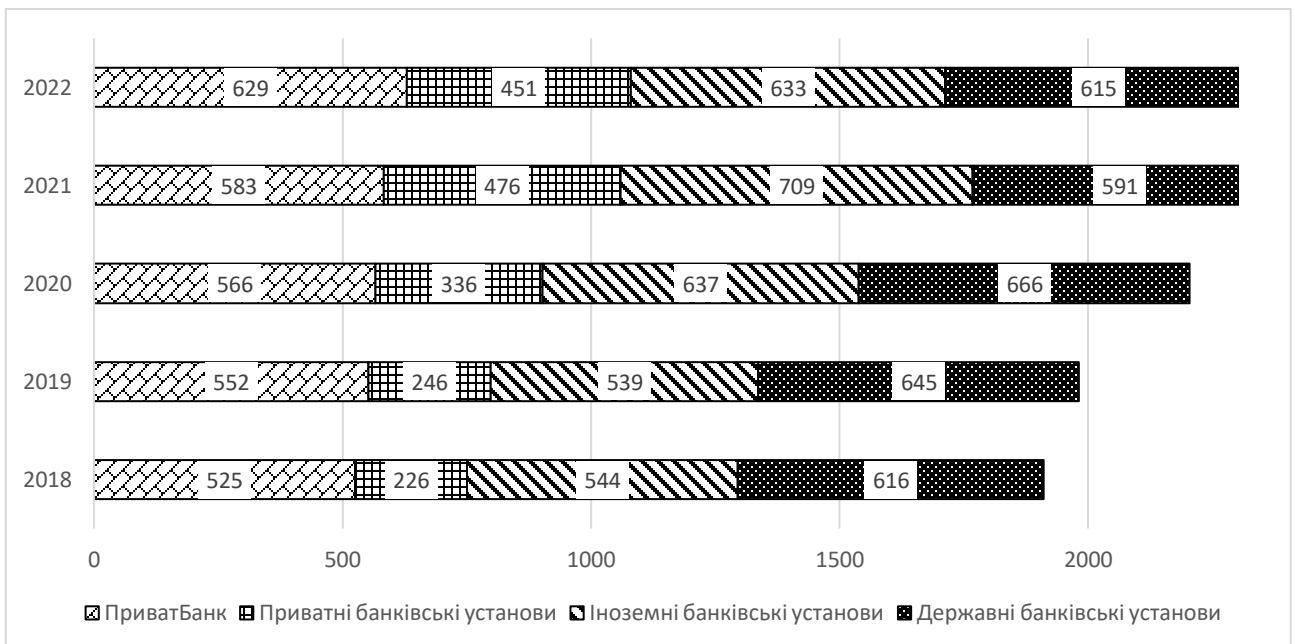 2022 629 451 633 615
2021 583 476 709 591
2020 566 336 637 666
2019 552 246 539 645
2018 525 226 544 616
0 500 1000 1500 2000
ПриватБанк Приватні банківські установи Іноземні банківські установи Державні банківські установи